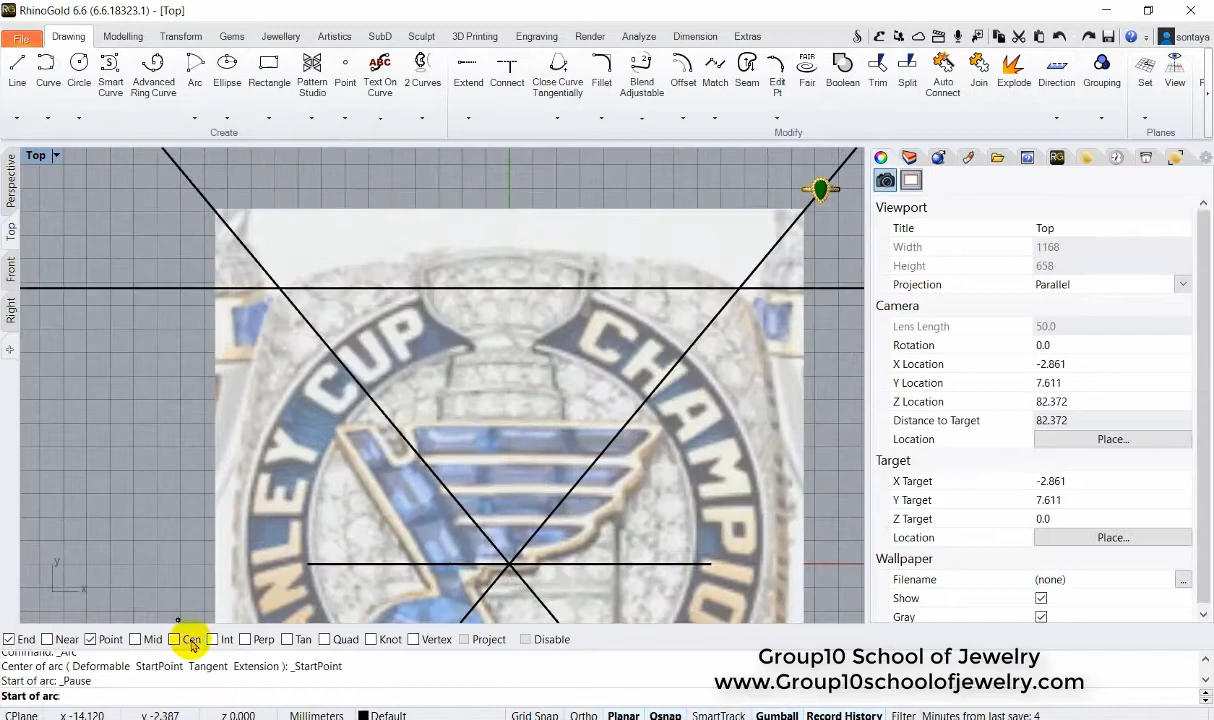 RhinoGold 6.6 (6.6.18323.1) - [Top]
File Drawing Modelling Transform Gems Jewellery Artistics SubD Sculpt 3D Printing Engraving Render Analyze Dimension Extras sontaya
Line Curve Circle Smart Curve Advanced Ring Curve Arc Ellipse Rectangle Pattern Studio Point Text On Curve 2 Curves Extend Connect Close Curve Tangentially Fillet Blend Adjustable Offset Match Seam Edit Pt Fair Boolean Trim Split Auto Connect Join Explode Direction Grouping Set View
Create Modify Planes
Top
Perspective
Top
Front
Right
NLEY CUP CHAMPIO
y
x
Viewport
Title Top
Width 1168
Height 658
Projection Parallel
Camera
Lens Length 50.0
Rotation 0.0
X Location -2.861
Y Location 7.611
Z Location 82.372
Distance to Target 82.372
Location Place...
Target
X Target -2.861
Y Target 7.611
Z Target 0.0
Location Place...
Wallpaper
Filename (none) ...
Show
Gray
End Near Point Mid Cen Int Perp Tan Quad Knot Vertex Project Disable
Command: _Arc
Center of arc ( Deformable StartPoint Tangent Extension ): _StartPoint
Start of arc: _Pause
Start of arc:
Group10 School of Jewelry
www.Group10schoolofjewelry.com
CPlane x -14.120 y -2.387 z 0.000 Millimeters Default Grid Snap Ortho Planar Osnap SmartTrack Gumball Record History Filter Minutes from last save: 4